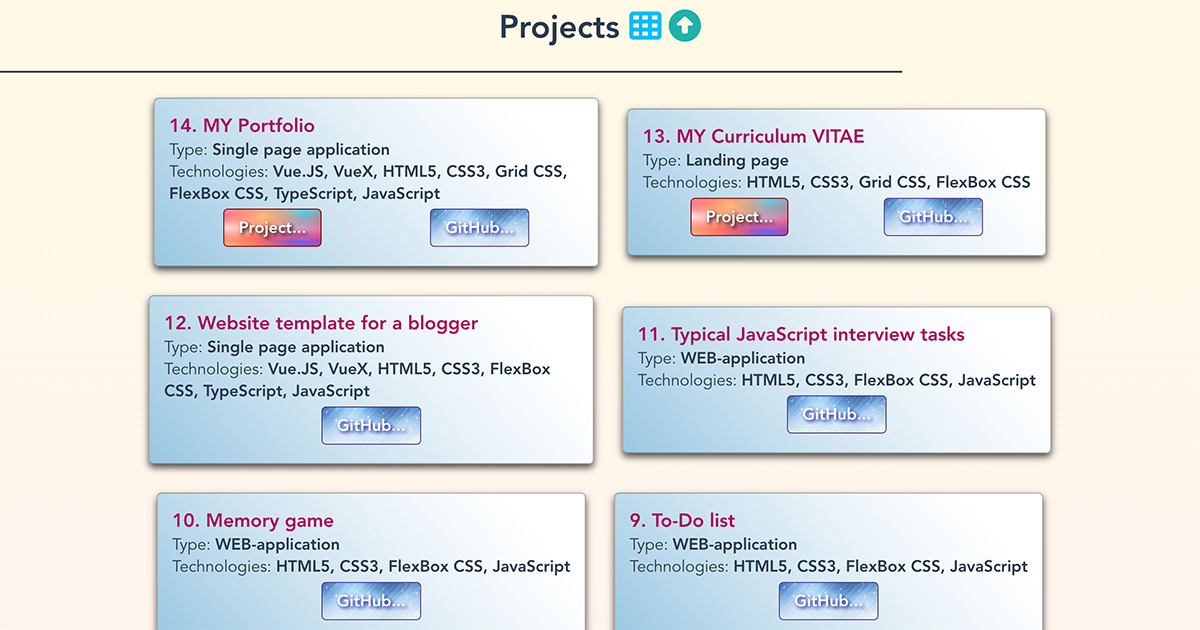 Projects
14. MY Portfolio
Type: Single page application
Technologies: Vue.JS, VueX, HTML5, CSS3, Grid CSS,
FlexBox CSS, TypeScript, JavaScript
Project...
GitHub...
13. MY Curriculum VITAE
Type: Landing page
Technologies: HTML5, CSS3, Grid CSS, FlexBox CSS
Project...
GitHub...
12. Website template for a blogger
Type: Single page application
Technologies: Vue.JS, VueX, HTML5, CSS3, FlexBox
CSS, TypeScript, JavaScript
GitHub...
11. Typical JavaScript interview tasks
Type: WEB-application
Technologies: HTML5, CSS3, FlexBox CSS, JavaScript
GitHub...
10. Memory game
Type: WEB-application
Technologies: HTML5, CSS3, FlexBox CSS, JavaScript
GitHub...
9. To-Do list
Type: WEB-application
Technologies: HTML5, CSS3, FlexBox CSS, JavaScript
GitHub...